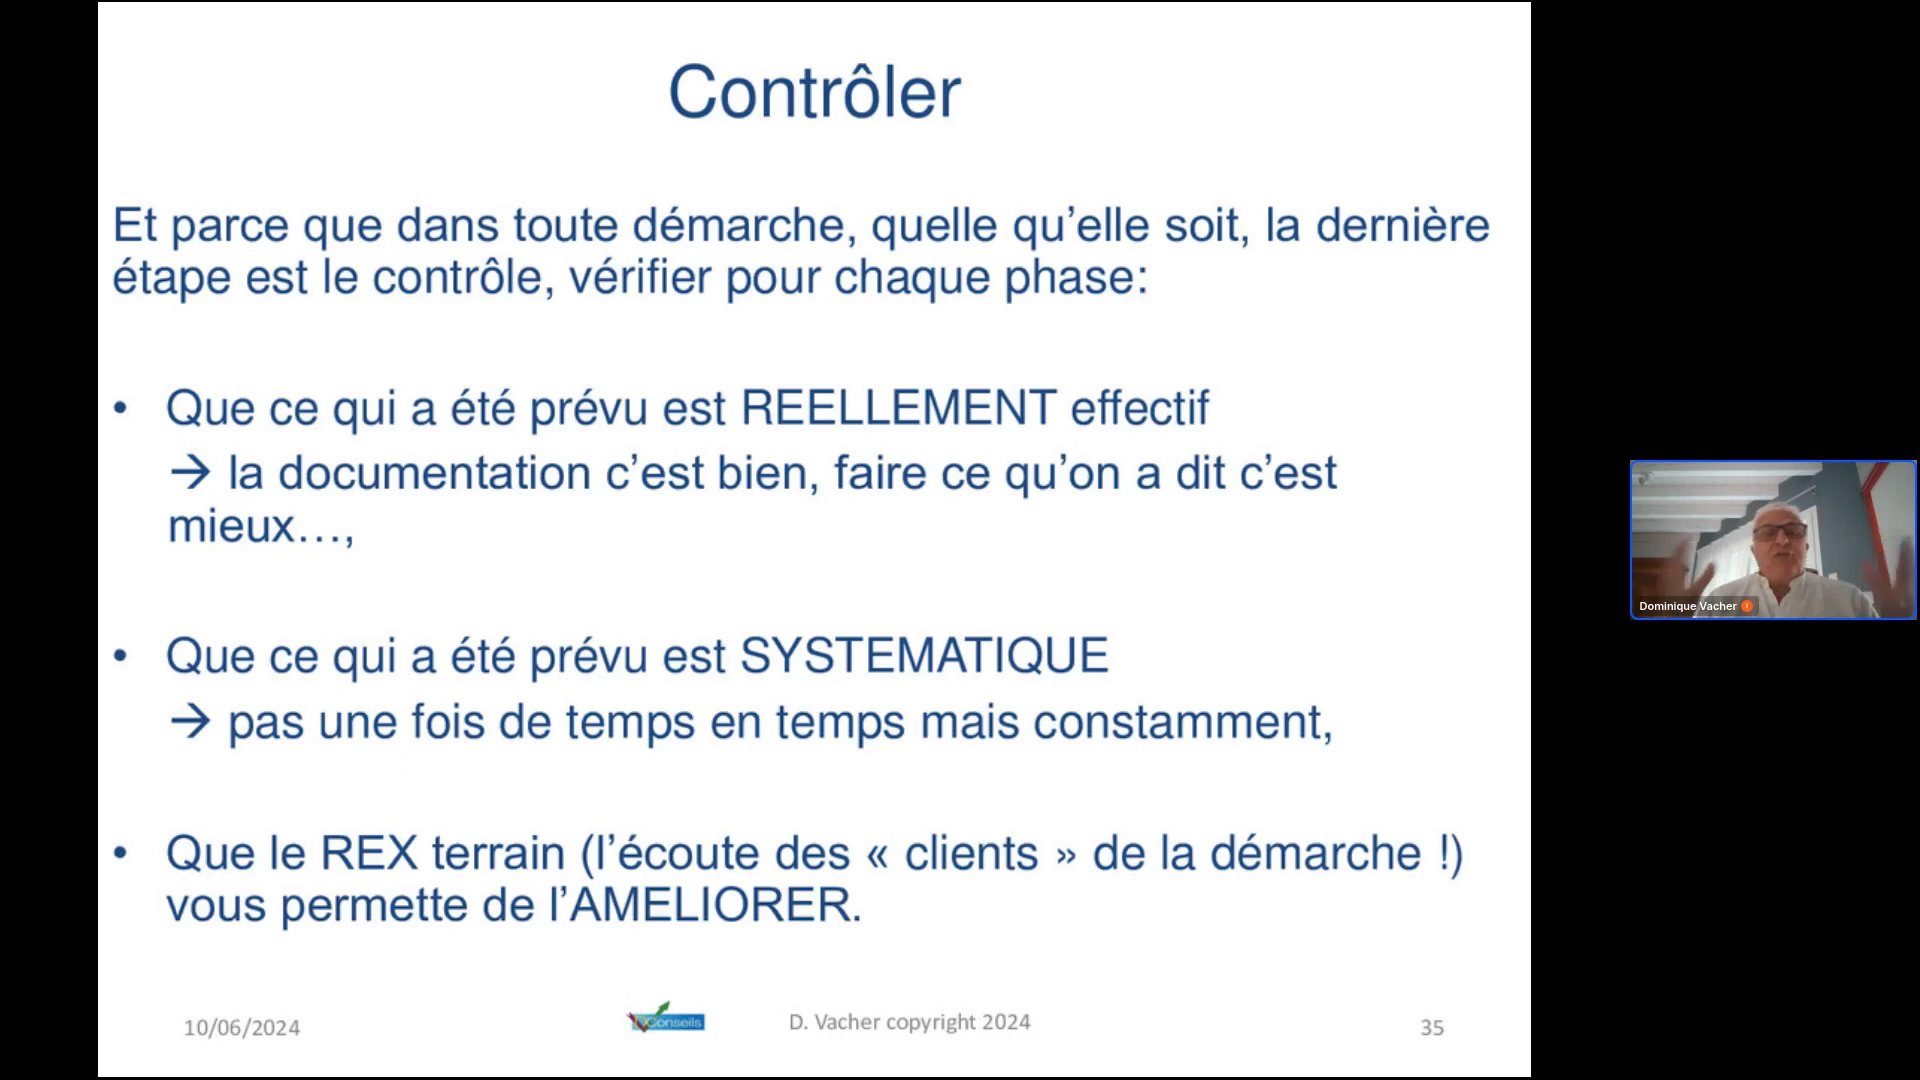 Contrôler
Et parce que dans toute démarche, quelle qu’elle soit, la dernière
étape est le contrôle, vérifier pour chaque phase:
• Que ce qui a été prévu est REELLEMENT effectif
→ la documentation c’est bien, faire ce qu’on a dit c’est
mieux…,
• Que ce qui a été prévu est SYSTEMATIQUE
→ pas une fois de temps en temps mais constamment,
• Que le REX terrain (l’écoute des « clients » de la démarche !)
vous permette de l’AMELIORER.
Dominique Vacher
10/06/2024
Conseils
D. Vacher copyright 2024
35